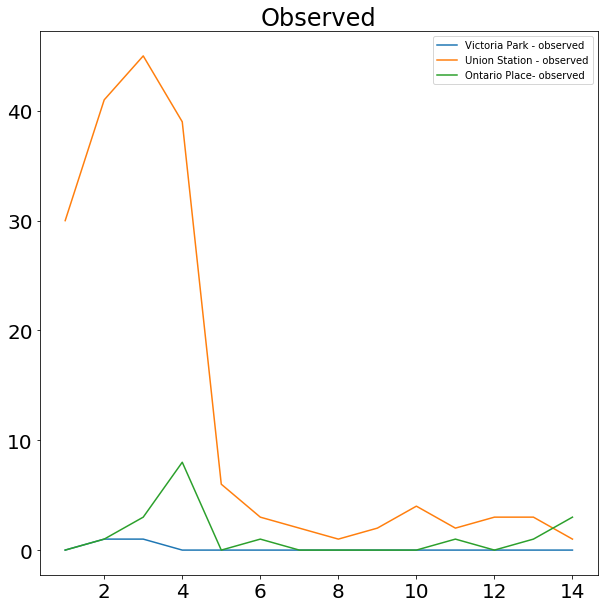 Observed
Victoria Park - observed
Union Station - observed
Ontario Place- observed
40
30
20
10
0
2 4 6 8 10 12 14